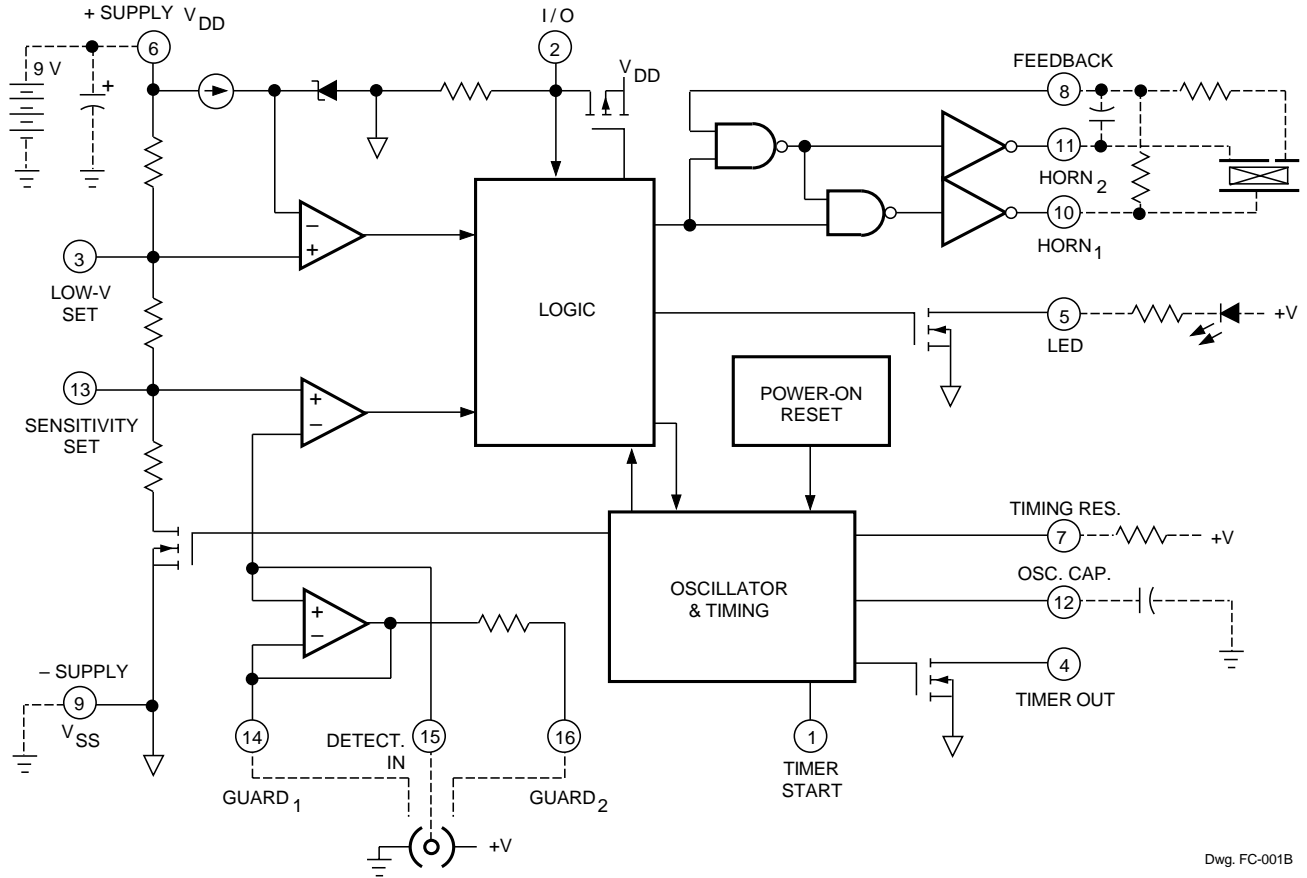 + SUPPLY V DD
6
9 V
+
I / O
2
V DD
FEEDBACK
8
11
HORN 2
10
HORN 1
3
LOW-V
SET
–
+
LOGIC
5
LED
+V
13
SENSITIVITY
SET
+
–
POWER-ON
RESET
OSCILLATOR
& TIMING
TIMING RES.
7
+V
OSC. CAP.
12
4
TIMER OUT
+
–
– SUPPLY
9
V SS
14
GUARD 1
DETECT.
IN
15
16
GUARD 2
1
TIMER
START
+V
Dwg. FC-001B